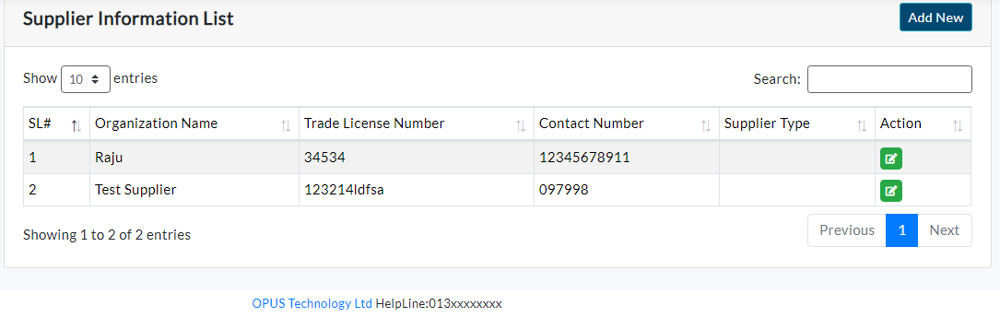 Supplier Information List
Add New
Show 10 entries
Search:
SL# Organization Name Trade License Number Contact Number Supplier Type Action
1 Raju 34534 12345678911
2 Test Supplier 123214ldfsa 097998
Showing 1 to 2 of 2 entries
Previous 1 Next
OPUS Technology Ltd HelpLine:013xxxxxxxx